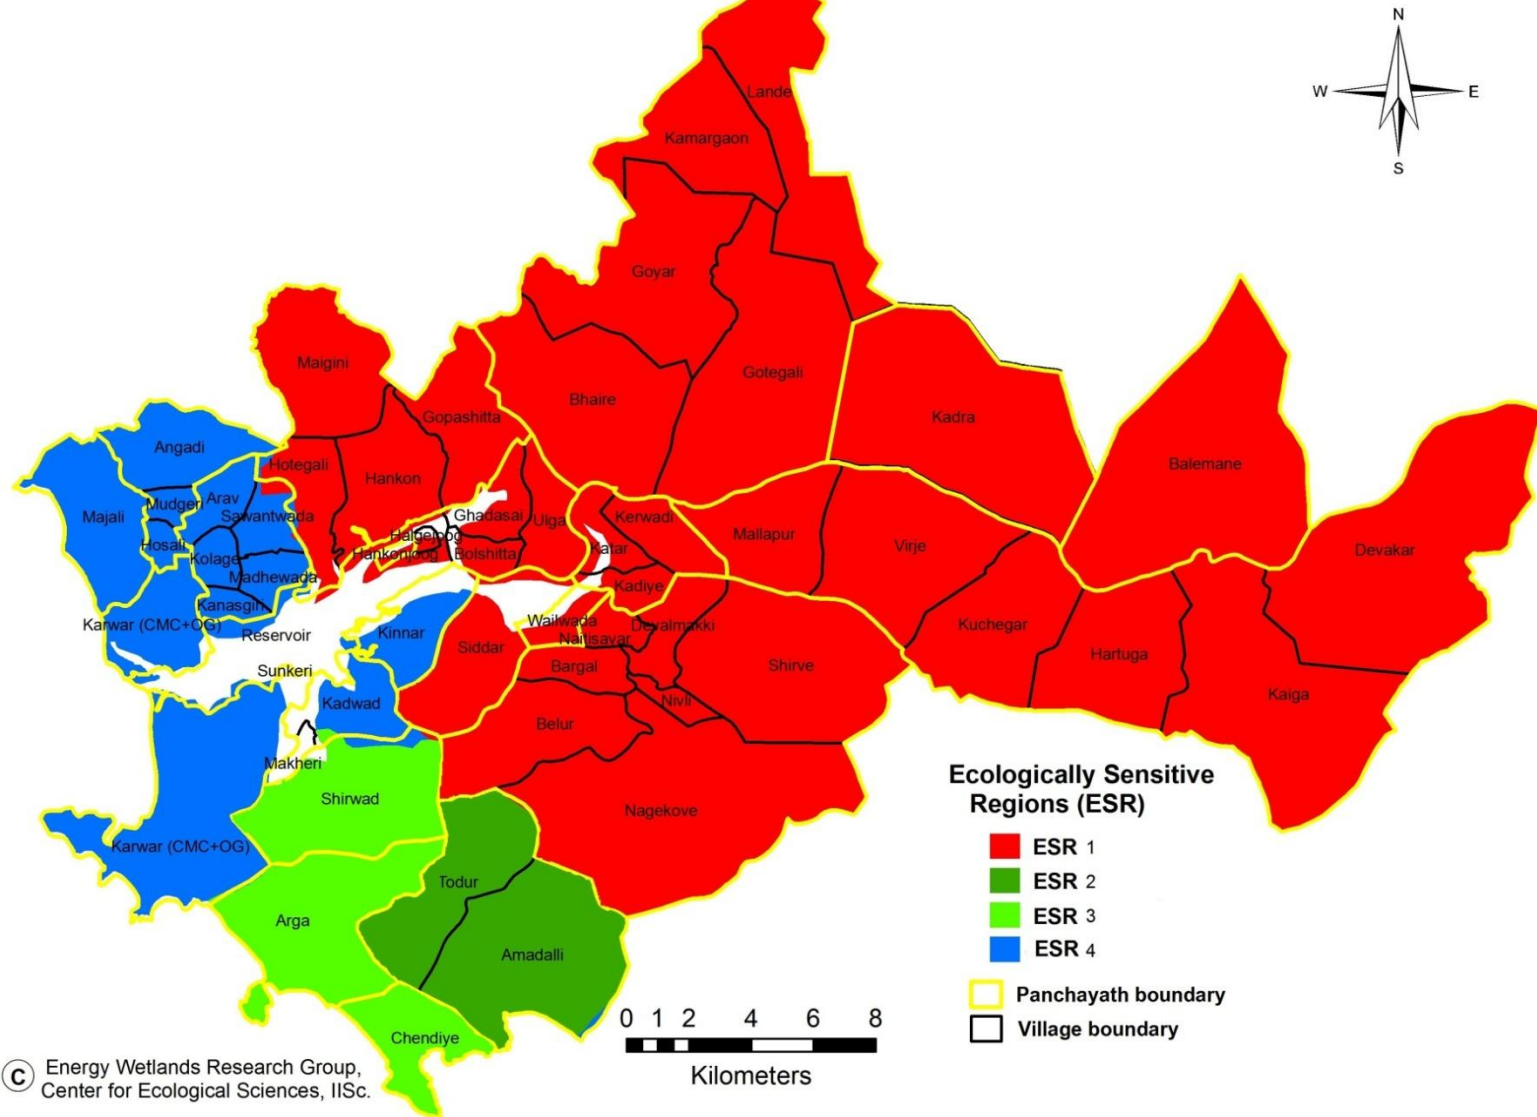 N
W E
S
Lande
Kamargaon
Goyar
Maigini
Gotegali
Bhaire
Gopashitta
Kadra
Angadi
Hotegali
Balemane
Hankon
Mudgeri
Arav
Majali
Sawantwada
Ghadasai
Ulga
Kerwadi
Mallapur
Virje
Devakar
Hosali
Kolage
Halgejoog
Hankonjoog
Bolshitta
Katar
Madhewada
Kadiye
Kanasgiri
Karwar (CMC+OG)
Reservoir
Kinnar
Wailwada
Naitisavar
Devalmakki
Kuchegar
Siddar
Hartuga
Sunkeri
Bargal
Shirve
Kadwad
Nivli
Kaiga
Belur
Makheri
Shirwad
Nagekove
Karwar (CMC+OG)
Todur
Arga
Amadalli
Chendiye
Ecologically Sensitive
Regions (ESR)
ESR 1
ESR 2
ESR 3
ESR 4
Panchayath boundary
Village boundary
0 1 2 4 6 8
Kilometers
C Energy Wetlands Research Group,
Center for Ecological Sciences, IISc.